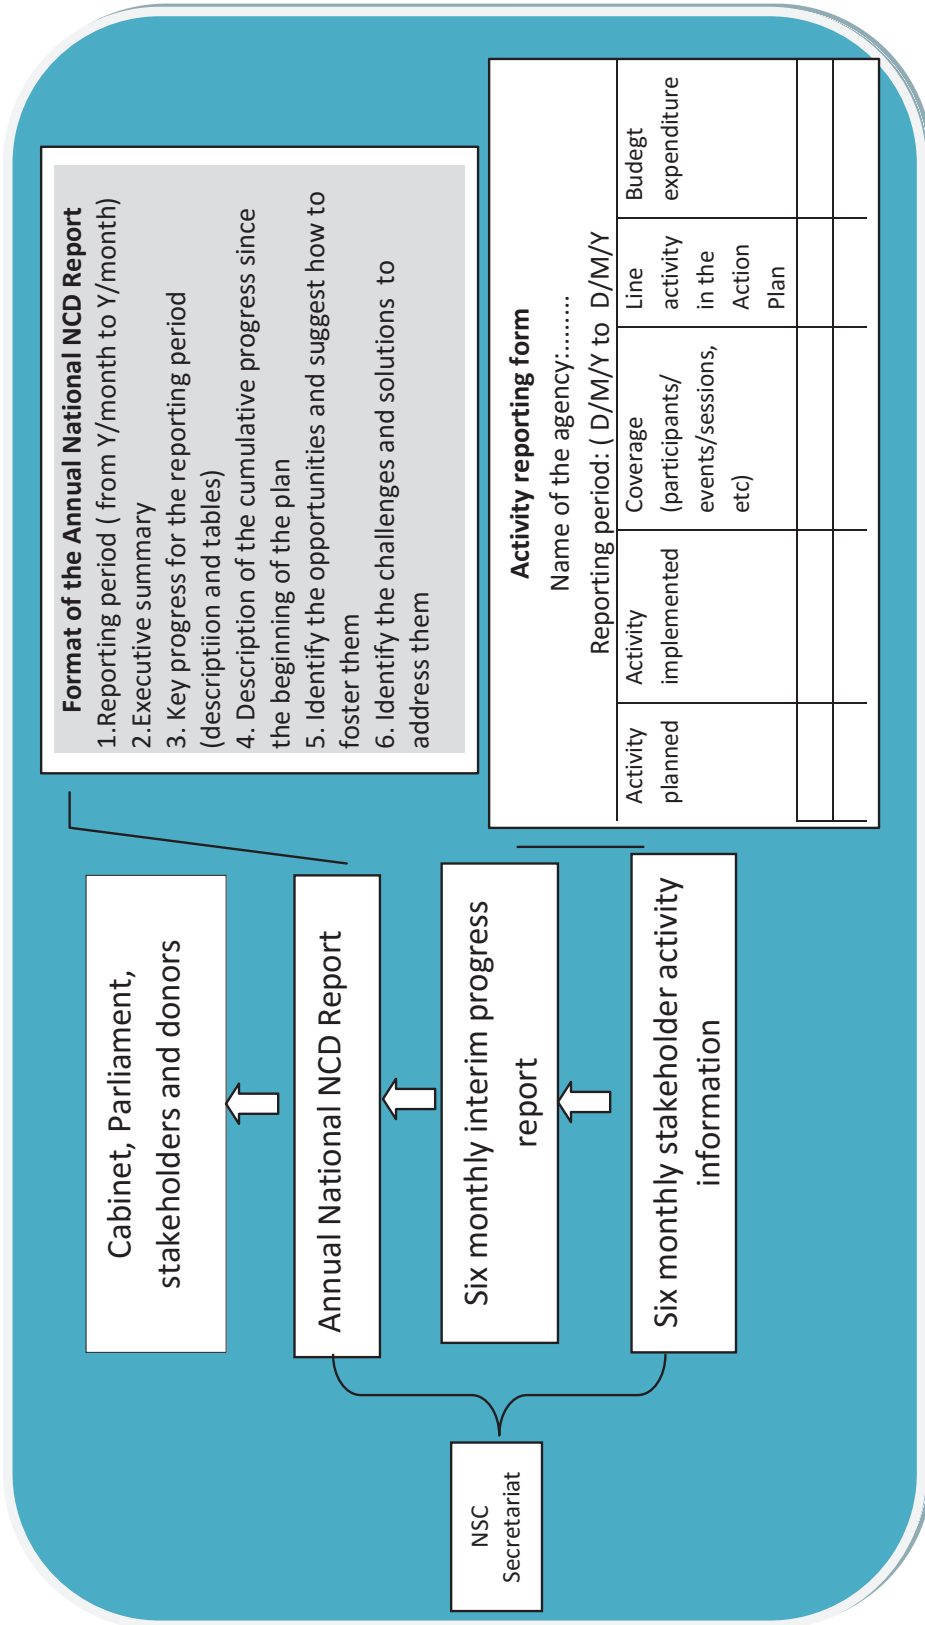 Cabinet, Parliament,
stakeholders and donors
Annual National NCD Report
Six monthly interim progress
report
Six monthly stakeholder activity
information
NSC
Secretariat
Format of the Annual National NCD Report
1.Reporting period ( from Y/month to Y/month)
2.Executive summary
3. Key progress for the reporting period
(descriptiion and tables)
4. Description of the cumulative progress since
the beginning of the plan
5. Identify the opportunities and suggest how to
foster them
6. Identify the challenges and solutions to
address them
Activity reporting form
Name of the agency:........
Reporting period: ( D/M/Y to D/M/Y
Activity
planned
Activity
implemented
Coverage
(participants/
events/sessions,
etc)
Line
activity
in the
Action
Plan
Budegt
expenditure